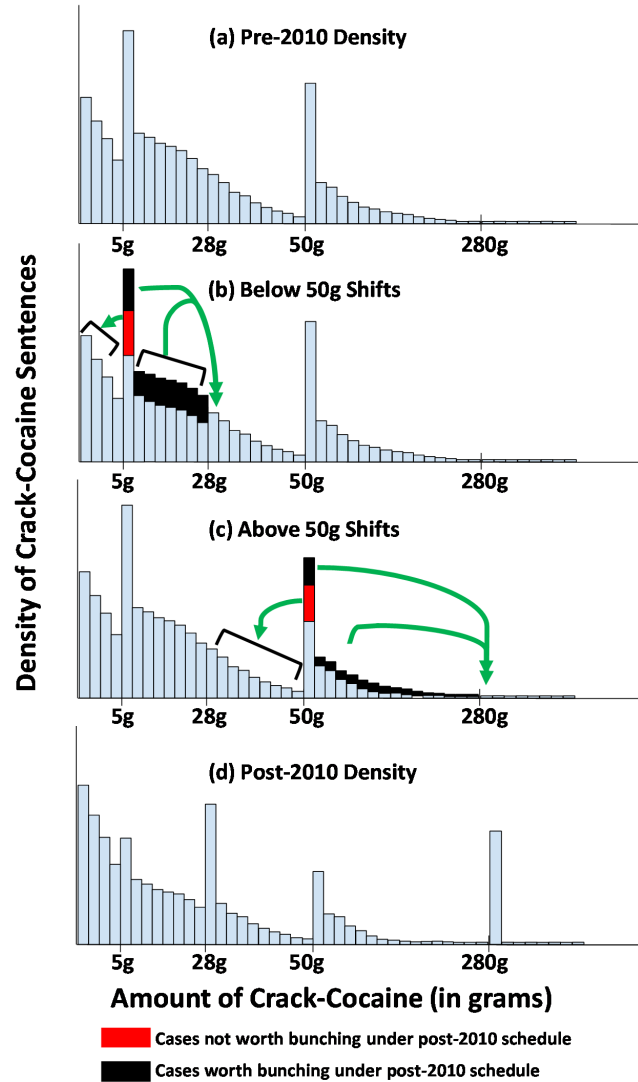 (a) Pre-2010 Density
5g 28g 50g 280g
(b) Below 50g Shifts
5g 28g 50g 280g
(c) Above 50g Shifts
5g 28g 50g 280g
(d) Post-2010 Density
5g 28g 50g 280g
Density of Crack-Cocaine Sentences
Amount of Crack-Cocaine (in grams)
Cases not worth bunching under post-2010 schedule
Cases worth bunching under post-2010 schedule